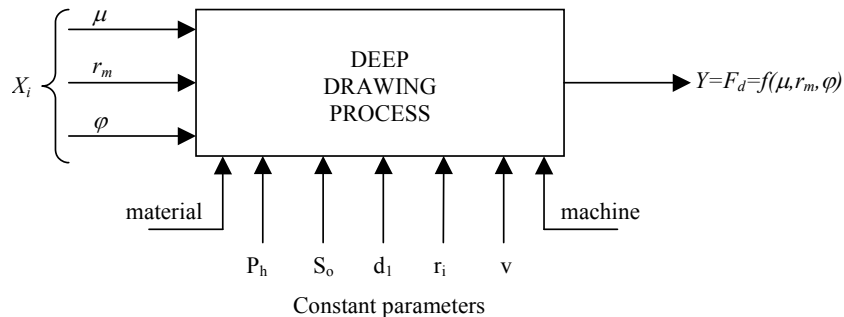 μ
DEEP
X_i
r_m
DRAWING
Y=F_d=f(μ,r_m,φ)
PROCESS
φ
material
machine
P_h S_o d_1 r_i v
Constant parameters